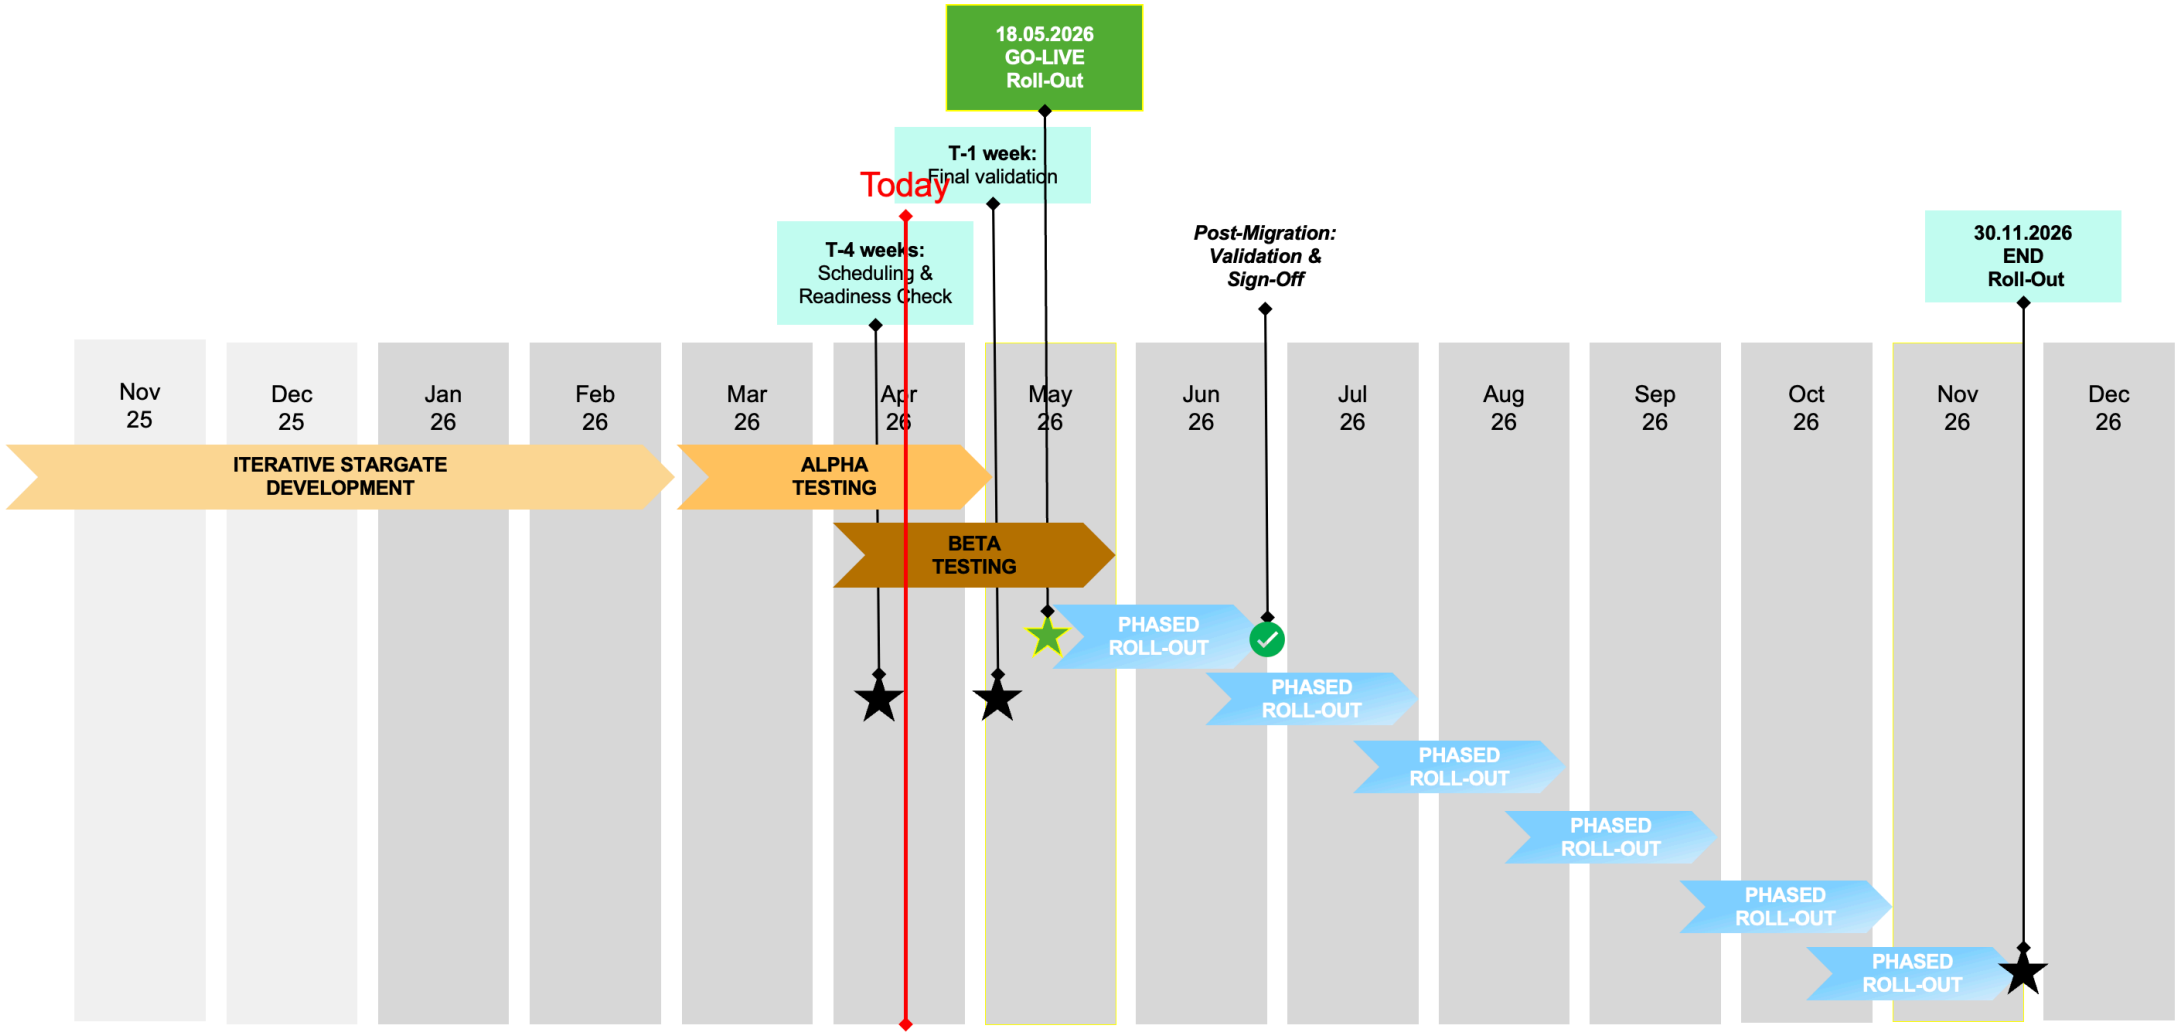 18.05.2026
GO-LIVE
Roll-Out
T-1 week:
Final validation
Today
T-4 weeks:
Scheduling &
Readiness Check
Post-Migration:
Validation &
Sign-Off
30.11.2026
END
Roll-Out
Nov
25
Dec
25
Jan
26
Feb
26
Mar
26
Apr
26
May
26
Jun
26
Jul
26
Aug
26
Sep
26
Oct
26
Nov
26
Dec
26
ITERATIVE STARGATE
DEVELOPMENT
ALPHA
TESTING
BETA
TESTING
PHASED
ROLL-OUT
PHASED
ROLL-OUT
PHASED
ROLL-OUT
PHASED
ROLL-OUT
PHASED
ROLL-OUT
PHASED
ROLL-OUT